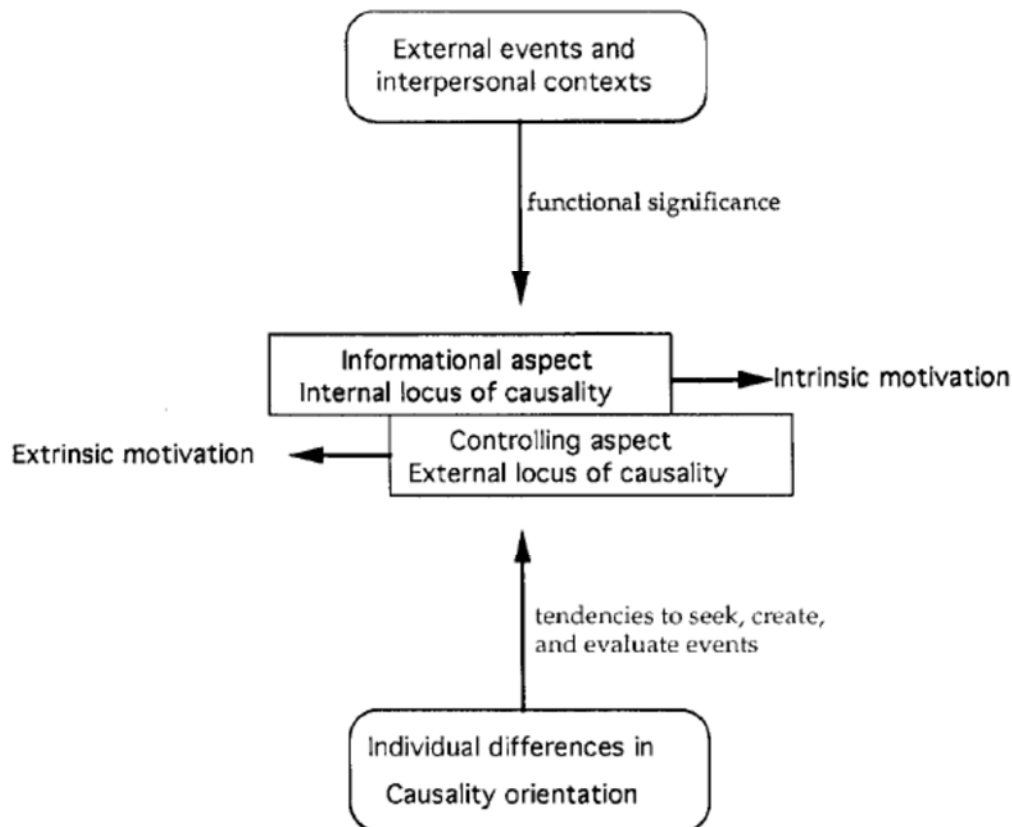 External events and
interpersonal contexts
functional significance
Informational aspect
Internal locus of causality
Intrinsic motivation
Controlling aspect
External locus of causality
Extrinsic motivation
tendencies to seek, create,
and evaluate events
Individual differences in
Causality orientation